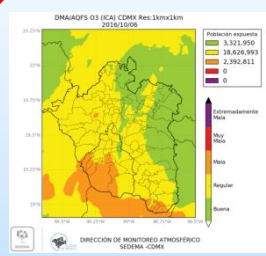 DMA/AQFS O3 (ICA) CDMX Res:1kmx1km
2016/10/06
Población expuesta
3,321,950
18,626,993
2,392,811
0
0
Extremadamente
Mala
Muy
Mala
Mala
Regular
Buena
DIRECCIÓN DE MONITOREO ATMOSFÉRICO
SEDEMA -CDMX